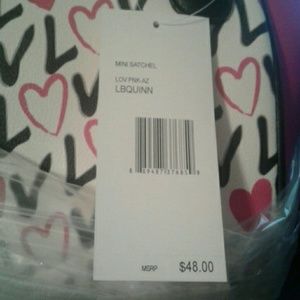 MINI SATCHEL
LOV PNK-AZ
LBQUINN
MSRP $48.00